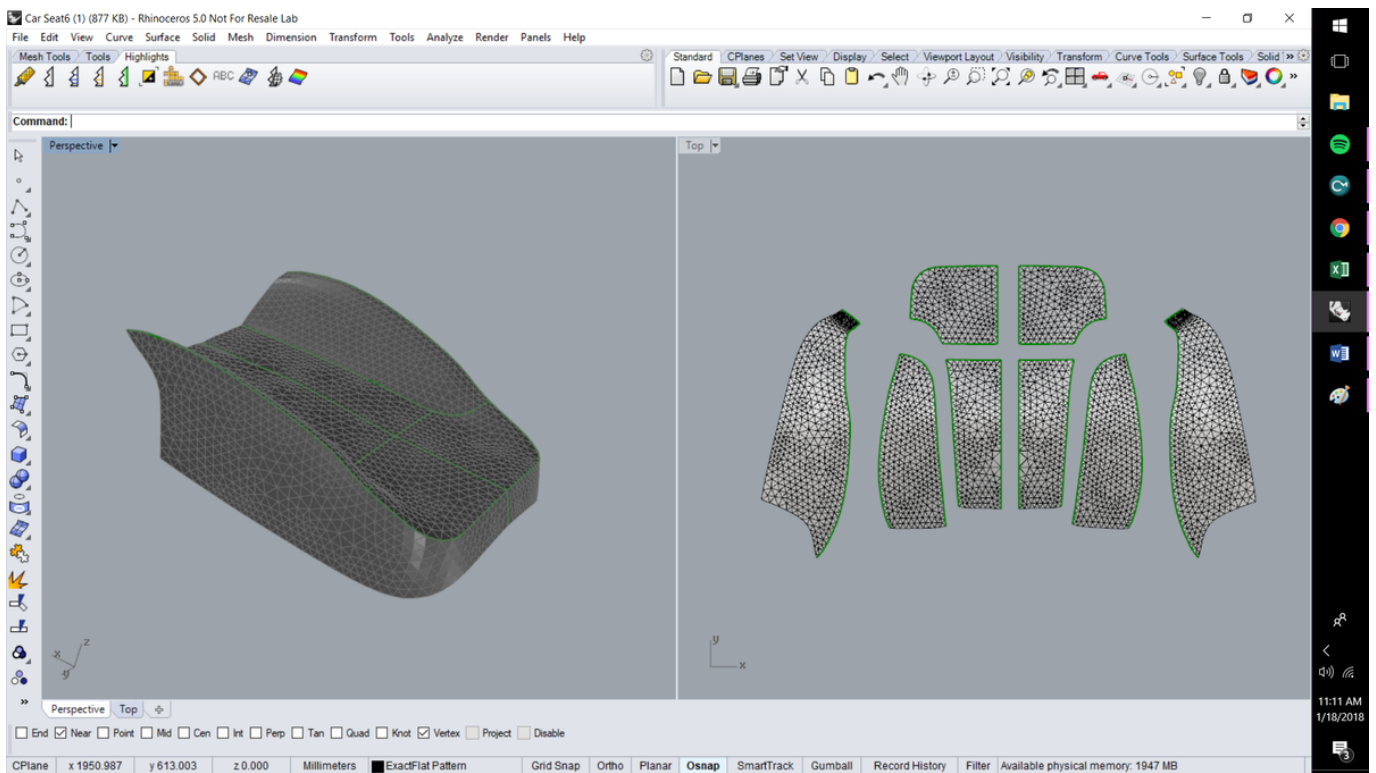 Car Seat6 (1) (877 KB) - Rhinoceros 5.0 Not For Resale Lab
File Edit View Curve Surface Solid Mesh Dimension Transform Tools Analyze Render Panels Help
Mesh Tools Tools Highlights
Standard CPlanes Set View Display Select Viewport Layout Visibility Transform Curve Tools Surface Tools Solid »
ABC
»
Command:
Perspective
Top
z
x
y
y
x
»
Perspective Top
End Near Point Mid Cen Int Perp Tan Quad Knot Vertex Project Disable
CPlane x 1950.987 y 613.003 z 0.000 Millimeters ExactFlat Pattern Grid Snap Ortho Planar Osnap SmartTrack Gumball Record History Filter Available physical memory: 1947 MB
11:11 AM
1/18/2018
3